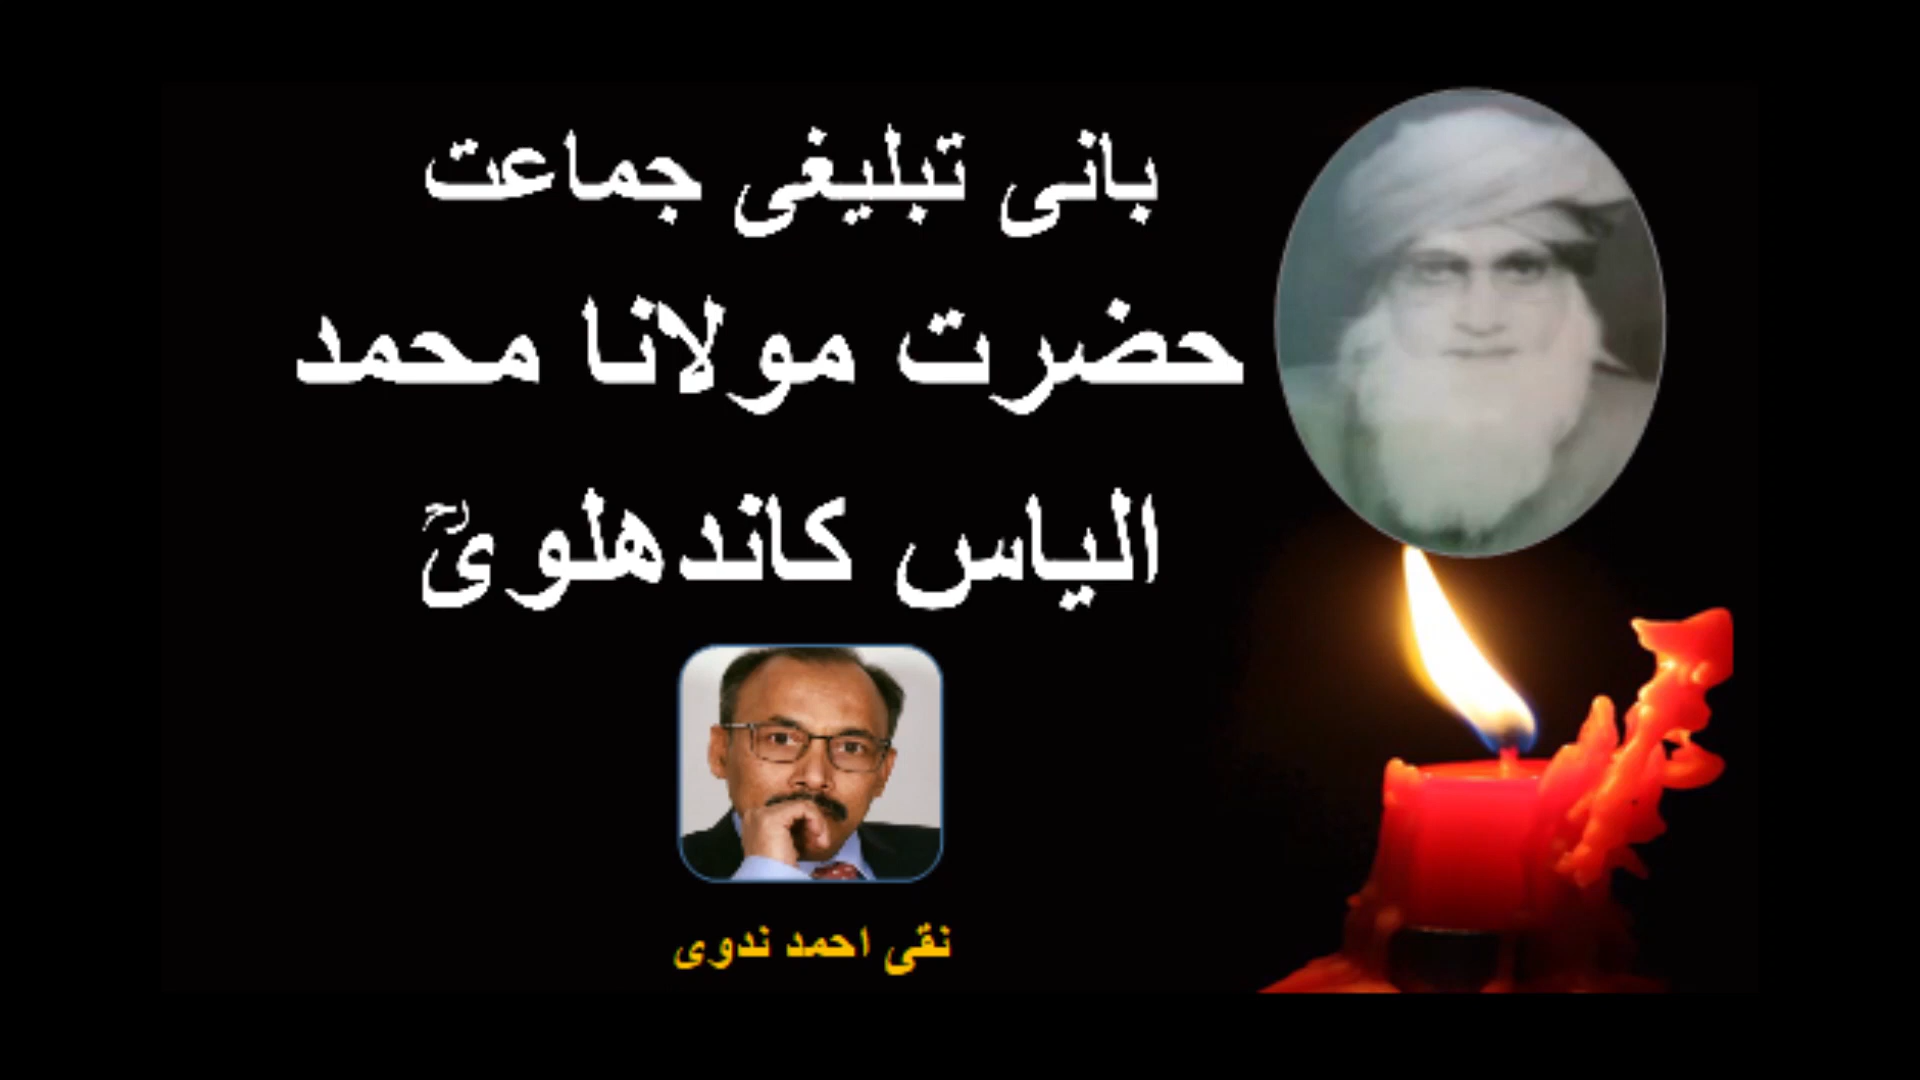 بانی تبلیغی جماعت
حضرت مولانا محمد
الیاس کاندھلویؒ
نقی احمد ندوی